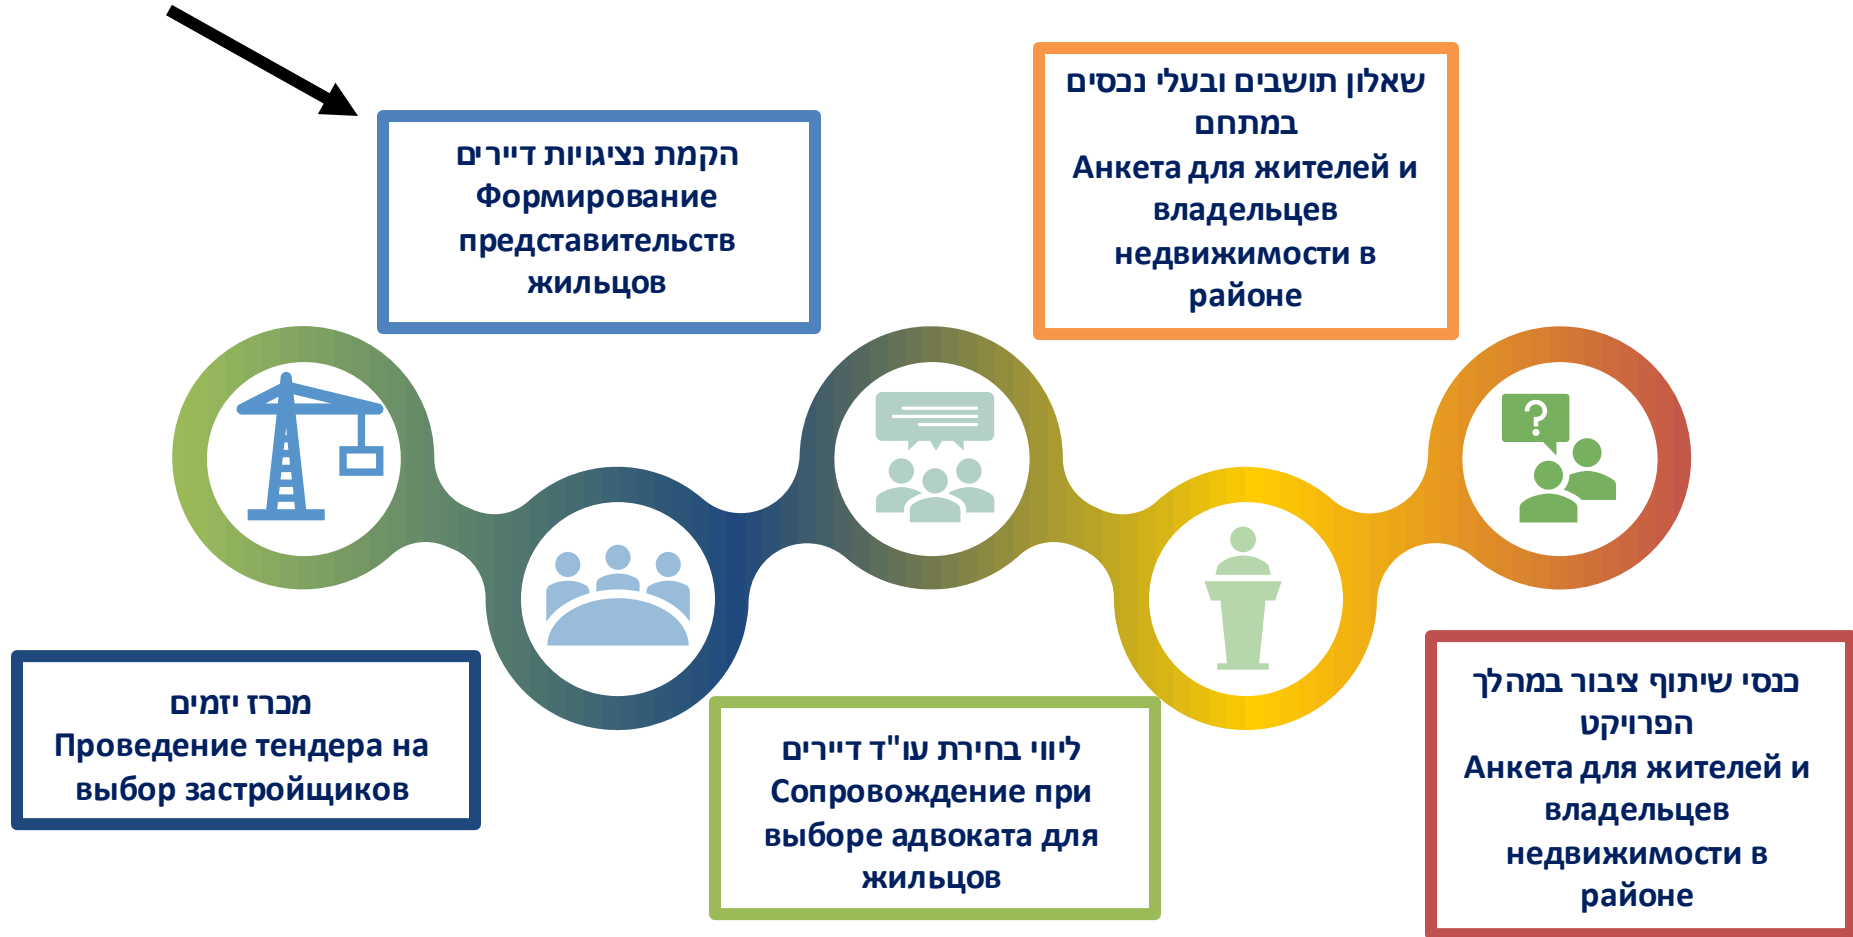 שאלון תושבים ובעלי נכסים
במתחם
Анкета для жителей и
владельцев
недвижимости в
районе
הקמת נציגויות דיירים
Формирование
представительств
жильцов
כנסי שיתוף ציבור במהלך
הפרויקט
Анкета для жителей и
владельцев
недвижимости в
районе
ליווי בחירת עו"ד דיירים
Сопровождение при
выборе адвоката для
жильцов
מכרז יזמים
Проведение тендера на
выбор застройщиков
?